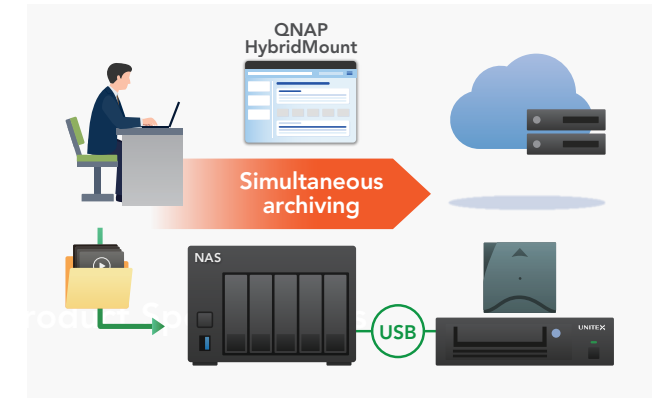 QNAP
HybridMount
Simultaneous
archiving
NAS
USB
UNITEX